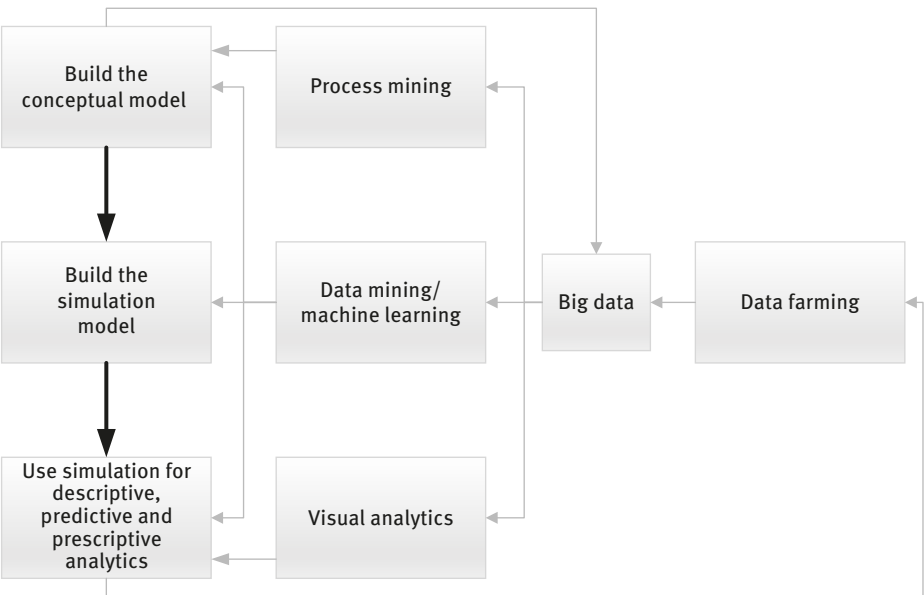 Build the
conceptual model
Process mining
Build the
simulation
model
Data mining/
machine learning
Big data
Data farming
Use simulation for
descriptive,
predictive and
prescriptive
analytics
Visual analytics